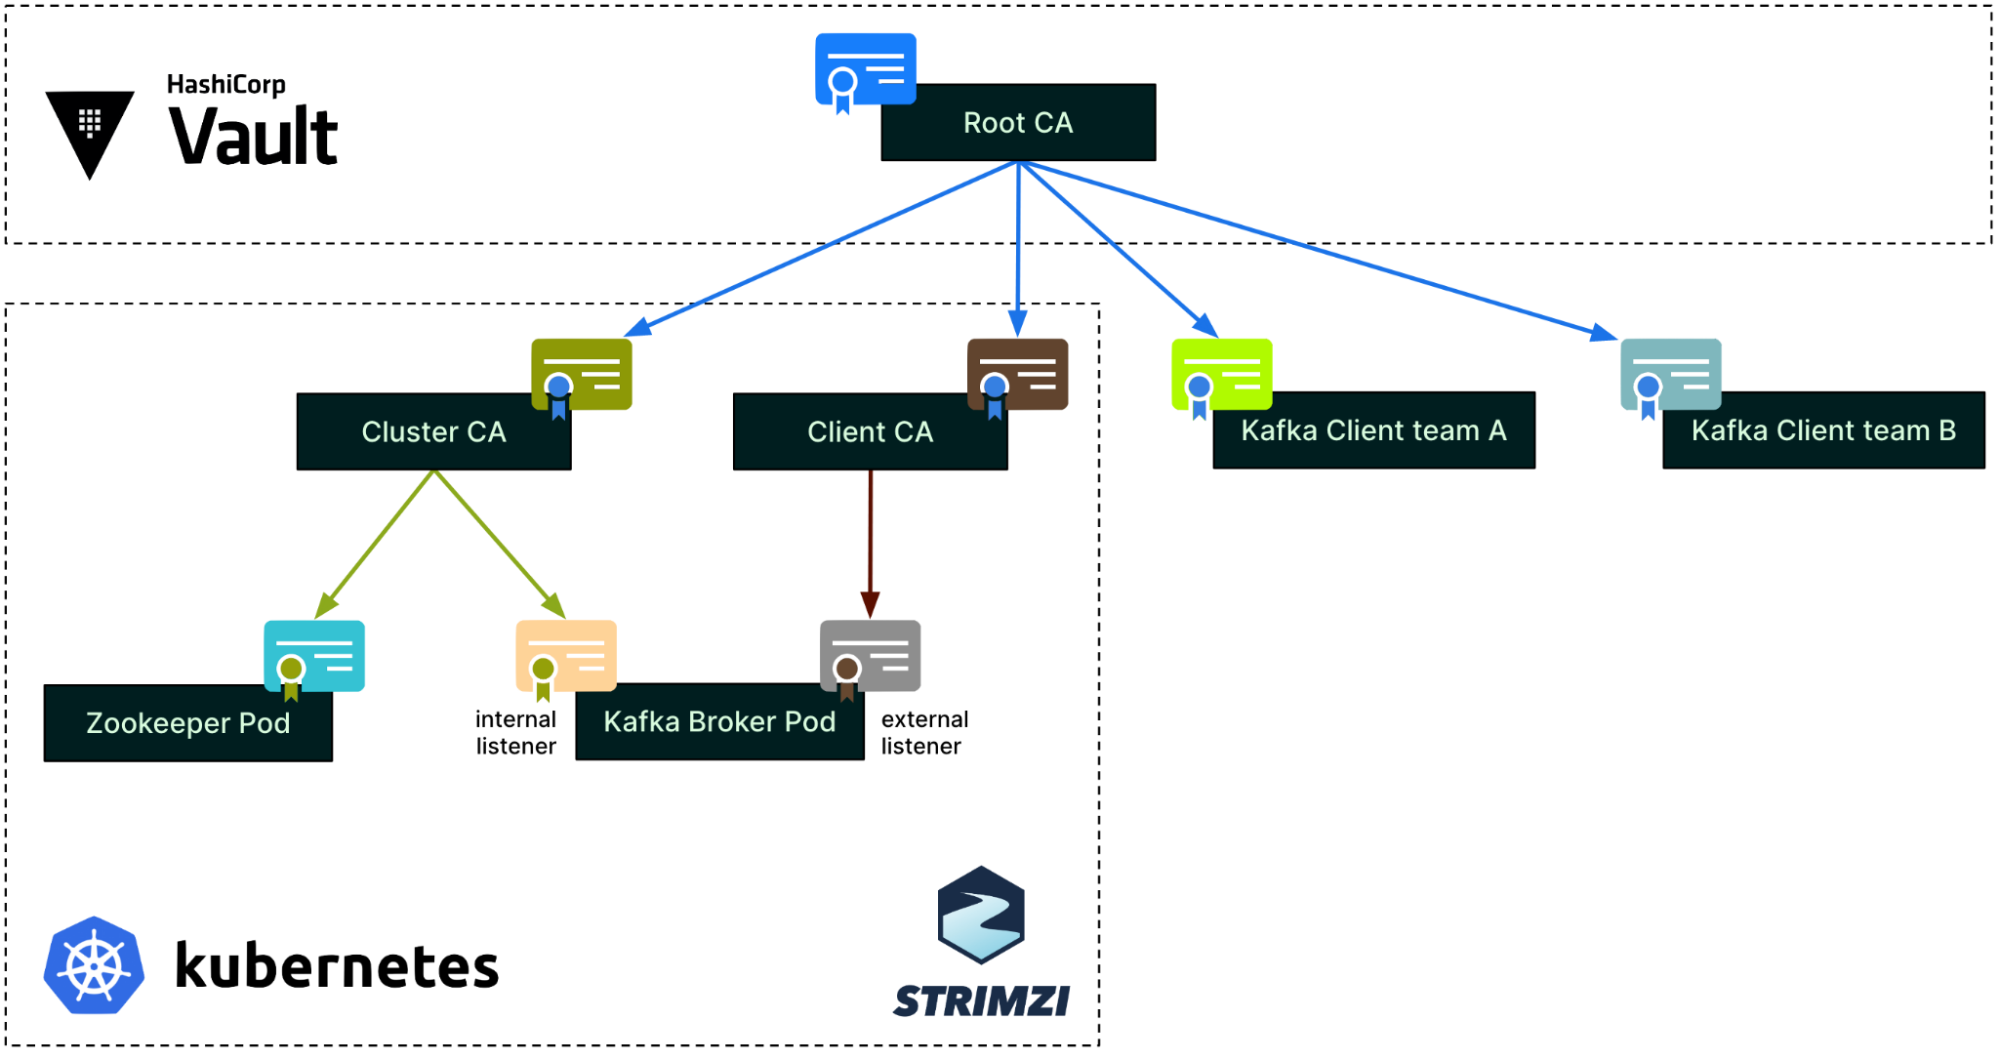 HashiCorp
Vault
Root CA
Cluster CA
Client CA
Kafka Client team A
Kafka Client team B
Zookeeper Pod
internal
listener
Kafka Broker Pod
external
listener
kubernetes
STRIMZI